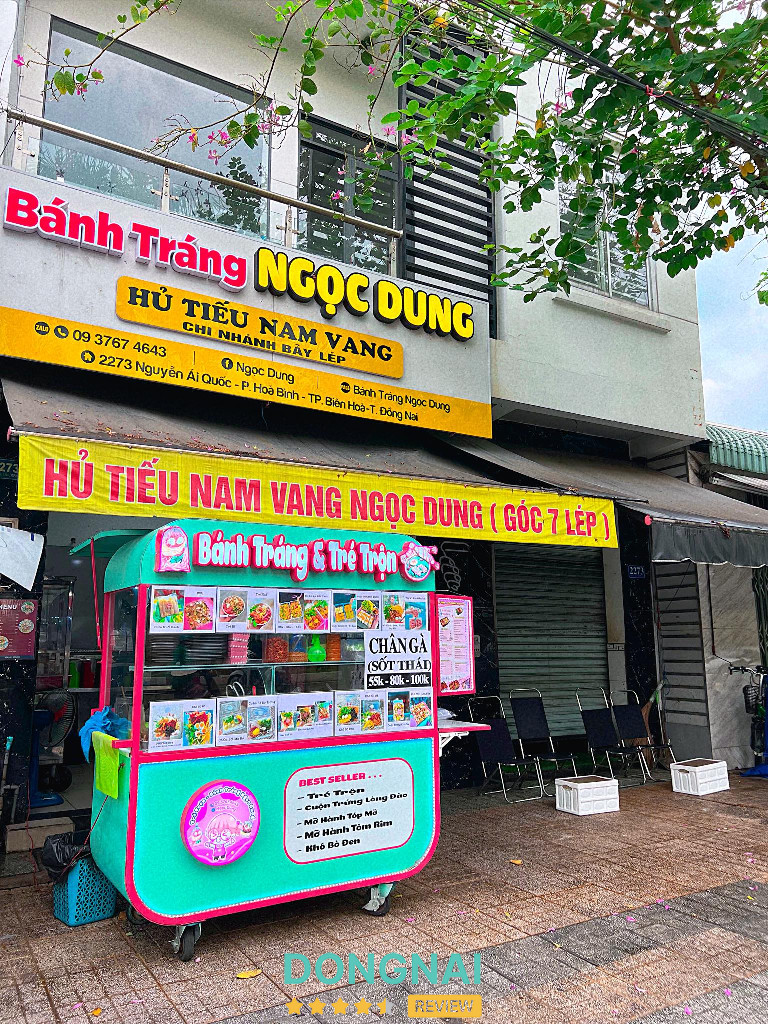 Bánh Tráng NGỌC DUNG
HỦ TIẾU NAM VANG
CHI NHÁNH BẢY LÉP
ZALO 09 3767 4643
Ngọc Dung
Bánh Tráng Ngọc Dung
2273 Nguyễn Ái Quốc - P. Hoà Bình - TP. Biên Hoà-T. Đồng Nai
HỦ TIẾU NAM VANG NGỌC DUNG ( GÓC 7 LÉP )
Bánh Tráng & Tré Trộn
2273
MENU
CHÂN GÀ
(SỐT THÁI)
55k - 80k - 100k
BEST SELLER . . .
- Tré Trộn
- Cuộn Trứng Lòng Đào
- Mỡ Hành Tóp Mỡ
- Mỡ Hành Tôm Rim
- Khô Bò Đen
DONGNAI
REVIEW